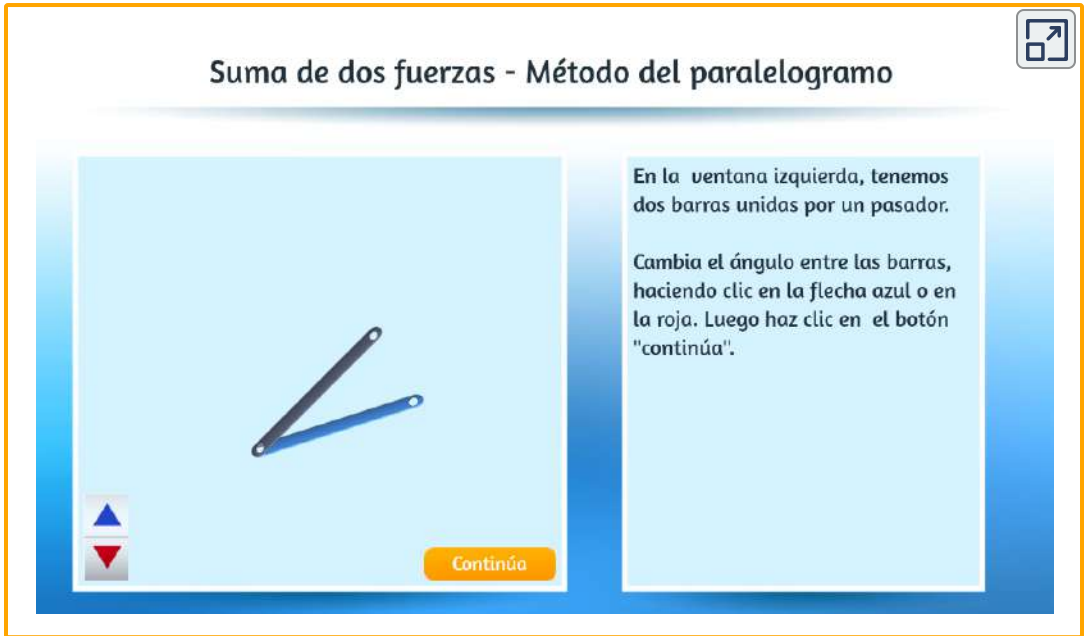 Suma de dos fuerzas - Método del paralelogramo
En la ventana izquierda, tenemos
dos barras unidas por un pasador.
Cambia el ángulo entre las barras,
haciendo clic en la flecha azul o en
la roja. Luego haz clic en el botón
"continúa".
Continúa